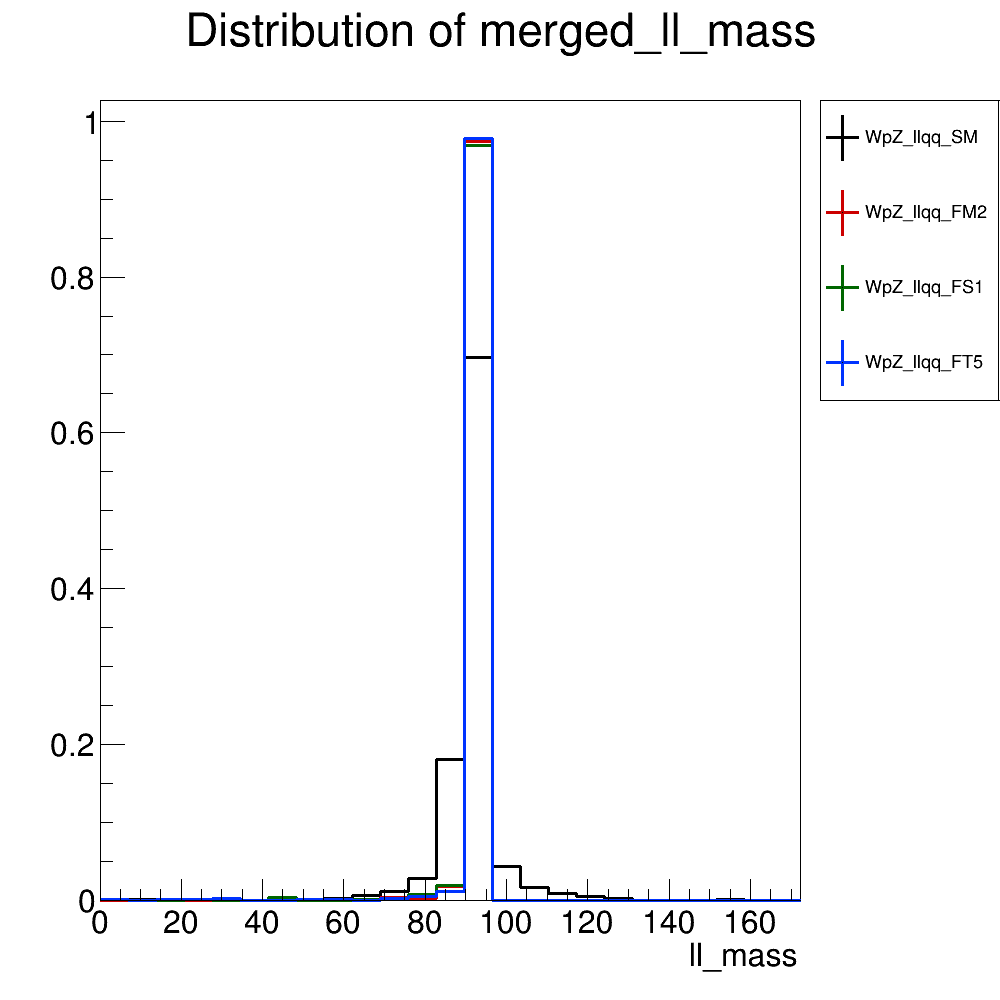 Distribution of merged_ll_mass
1
0.8
0.6
0.4
0.2
0
0 20 40 60 80 100 120 140 160
ll_mass
WpZ_llqq_SM
WpZ_llqq_FM2
WpZ_llqq_FS1
WpZ_llqq_FT5